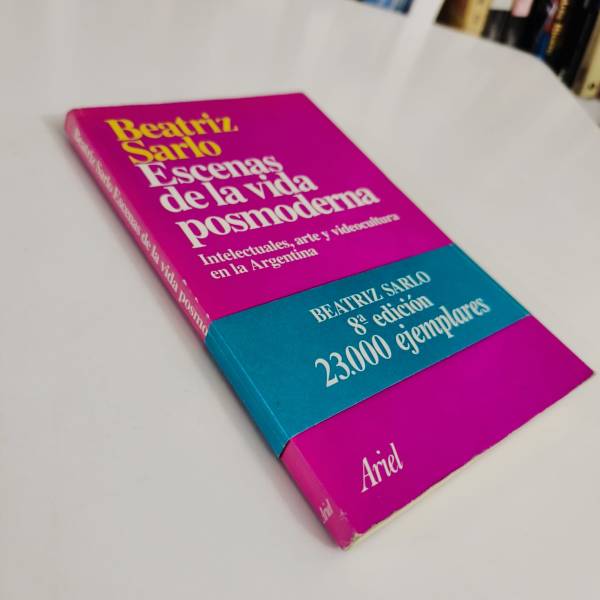 Beatriz
Sarlo
Escenas
de la vida
posmoderna
Intelectuales, arte y videocultura
en la Argentina
BEATRIZ SARLO
8ª edición
23.000 ejemplares
Ariel
Beatriz Sarlo Escenas de la vida posmo
Ariel